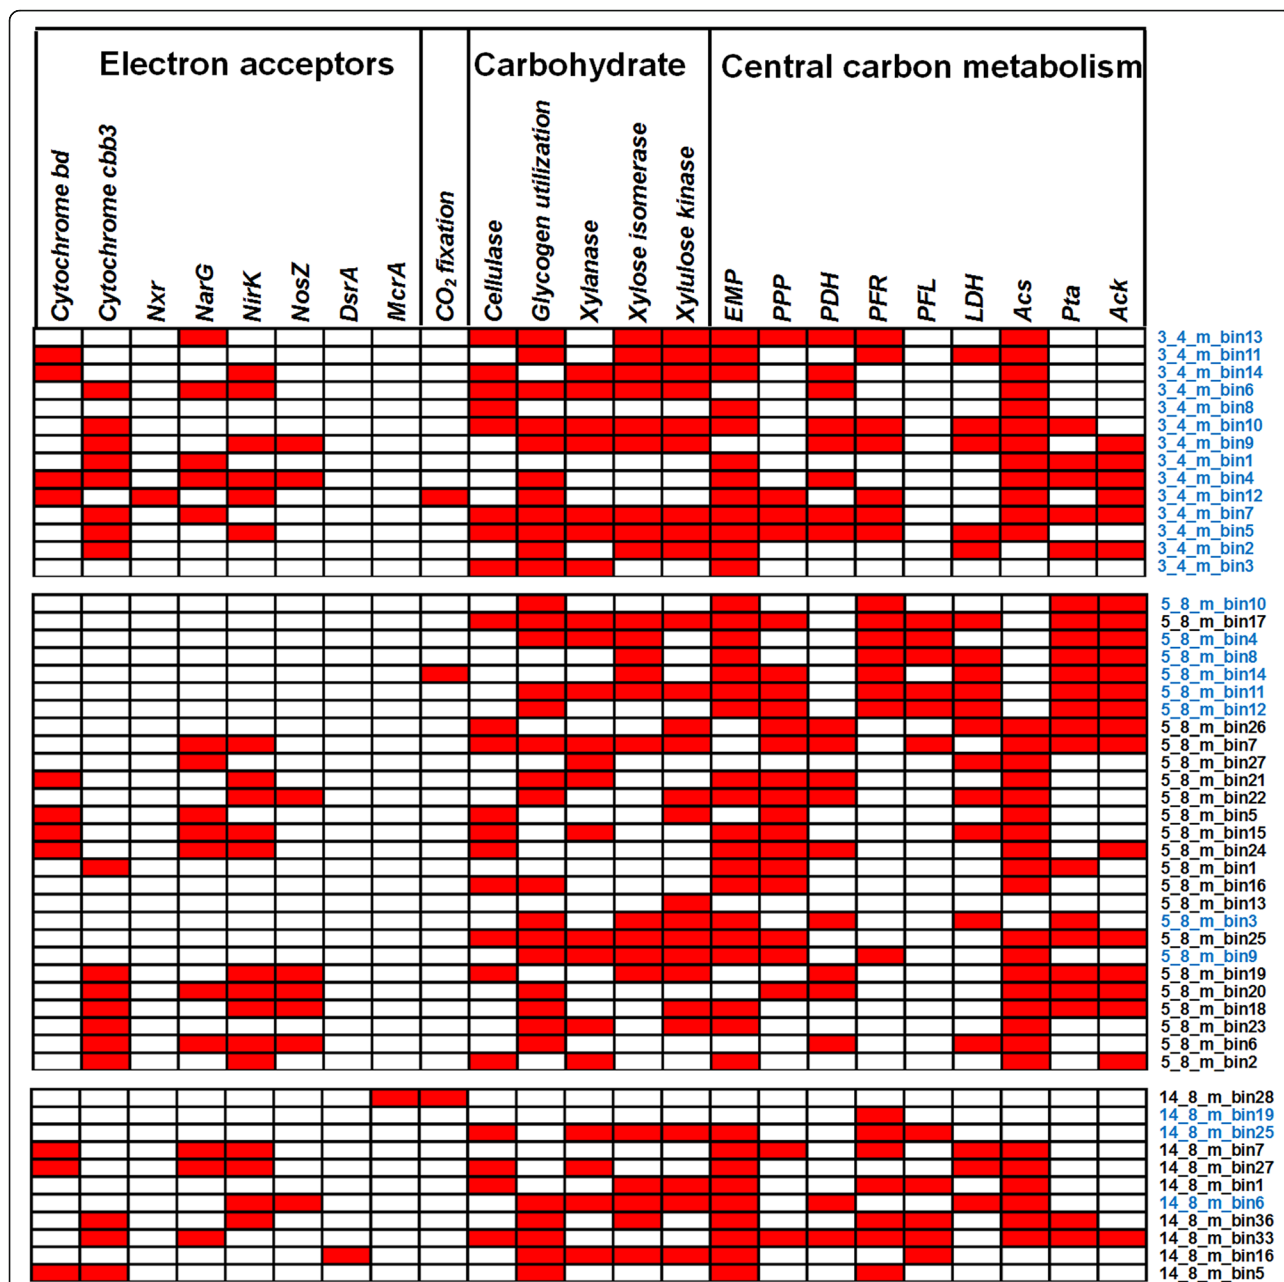 Electron acceptors
Carbohydrate
Central carbon metabolism
Cytochrome bd
Cytochrome cbb3
Nxr
NarG
NirK
NosZ
DsrA
McrA
CO₂ fixation
Cellulase
Glycogen utilization
Xylanase
Xylose isomerase
Xylulose kinase
EMP
PPP
PDH
PFR
PFL
LDH
Acs
Pta
Ack
3_4_m_bin13
3_4_m_bin11
3_4_m_bin14
3_4_m_bin6
3_4_m_bin8
3_4_m_bin10
3_4_m_bin9
3_4_m_bin1
3_4_m_bin4
3_4_m_bin12
3_4_m_bin7
3_4_m_bin5
3_4_m_bin2
3_4_m_bin3
5_8_m_bin10
5_8_m_bin17
5_8_m_bin4
5_8_m_bin8
5_8_m_bin14
5_8_m_bin11
5_8_m_bin12
5_8_m_bin26
5_8_m_bin7
5_8_m_bin27
5_8_m_bin21
5_8_m_bin22
5_8_m_bin5
5_8_m_bin15
5_8_m_bin24
5_8_m_bin1
5_8_m_bin16
5_8_m_bin13
5_8_m_bin3
5_8_m_bin25
5_8_m_bin9
5_8_m_bin19
5_8_m_bin20
5_8_m_bin18
5_8_m_bin23
5_8_m_bin6
5_8_m_bin2
14_8_m_bin28
14_8_m_bin19
14_8_m_bin25
14_8_m_bin7
14_8_m_bin27
14_8_m_bin1
14_8_m_bin6
14_8_m_bin36
14_8_m_bin33
14_8_m_bin16
14_8_m_bin5